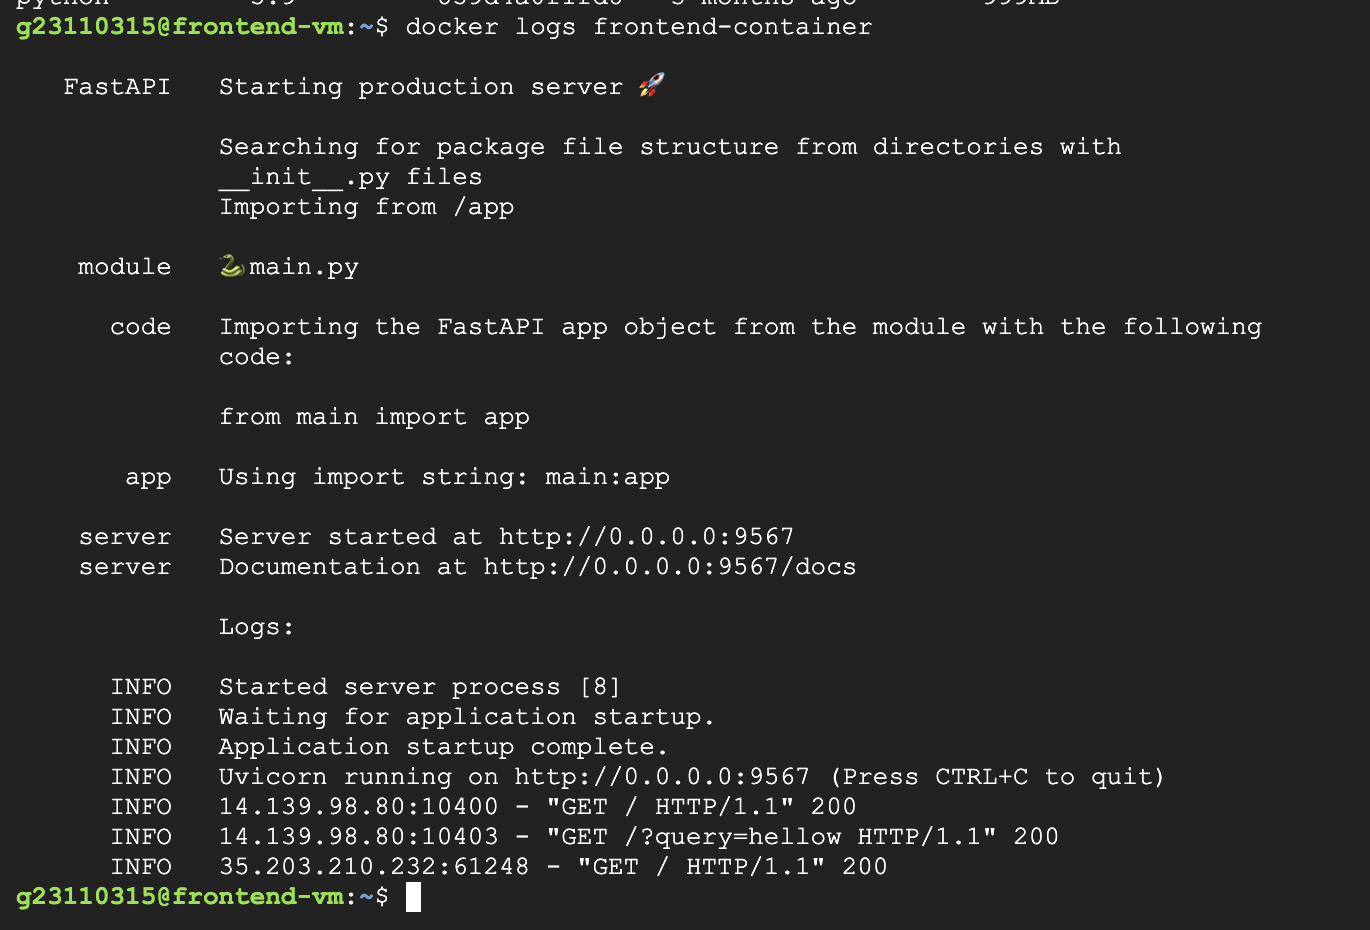 g23110315@frontend-vm:~$ docker logs frontend-container
FastAPI Starting production server 🚀
Searching for package file structure from directories with
__init__.py files
Importing from /app
module 🐍main.py
code Importing the FastAPI app object from the module with the following
code:
from main import app
app Using import string: main:app
server Server started at http://0.0.0.0:9567
server Documentation at http://0.0.0.0:9567/docs
Logs:
INFO Started server process [8]
INFO Waiting for application startup.
INFO Application startup complete.
INFO Uvicorn running on http://0.0.0.0:9567 (Press CTRL+C to quit)
INFO 14.139.98.80:10400 - "GET / HTTP/1.1" 200
INFO 14.139.98.80:10403 - "GET /?query=hellow HTTP/1.1" 200
INFO 35.203.210.232:61248 - "GET / HTTP/1.1" 200
g23110315@frontend-vm:~$